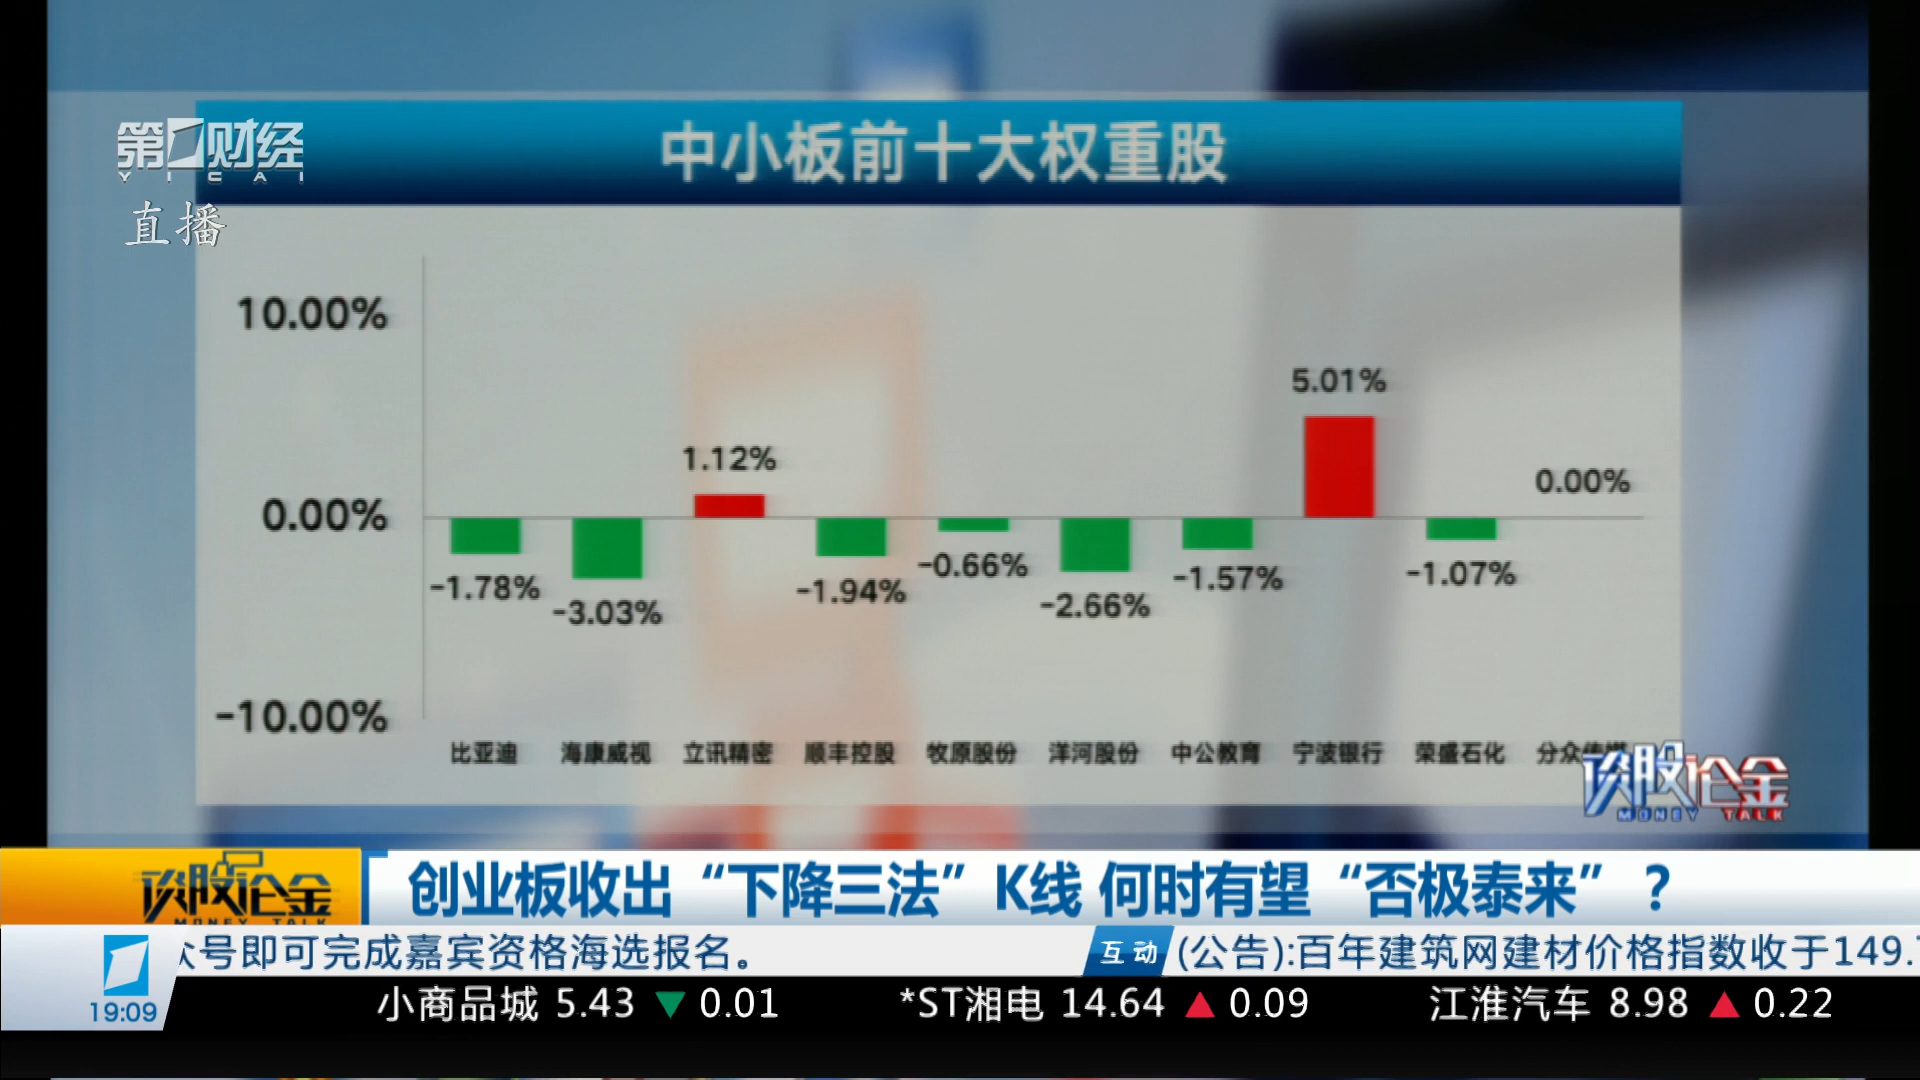 第一财经
YICAI
直播
中小板前十大权重股
10.00%
0.00%
-10.00%
-1.78%
-3.03%
1.12%
-1.94%
-0.66%
-2.66%
-1.57%
5.01%
-1.07%
0.00%
比亚迪 海康威视 立讯精密 顺丰控股 牧原股份 洋河股份 中公教育 宁波银行 荣盛石化 分众
谈股论金
MONEY TALK
谈股论金
MONEY TALK
创业板收出“下降三法”K线 何时有望“否极泰来”？
众号即可完成嘉宾资格海选报名。 互动 (公告):百年建筑网建材价格指数收于149.
19:09
小商品城 5.43 ▼ 0.01 *ST湘电 14.64 ▲ 0.09 江淮汽车 8.98 ▲ 0.22